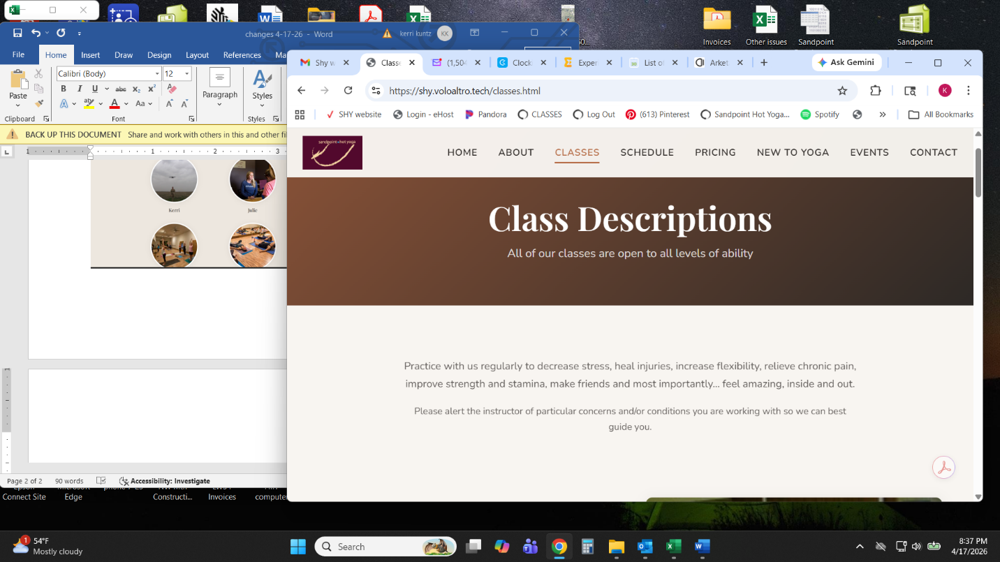 Invoices
Other issues
Sandpoint
Sandpoint
changes 4-17-26 - Word
kerri kuntz
KK
File
Home
Insert
Draw
Design
Layout
References
Calibri (Body)
12
Paste
Paragraph
Styles
Clipboard
Font
Styles
BACK UP THIS DOCUMENT Share and work with others in this and other
1 1 2 3
Kerri
Julie
Page 2 of 2
90 words
Accessibility: Investigate
Shy w
Classe
(1,504
Clock
Exper
List o
Arket
Ask Gemini
https://shy.voloaltro.tech/classes.html
K
SHY website
Login - eHost
Pandora
CLASSES
Log Out
(613) Pinterest
Sandpoint Hot Yoga...
Spotify
All Bookmarks
sandpoint hot yoga
HOME
ABOUT
CLASSES
SCHEDULE
PRICING
NEW TO YOGA
EVENTS
CONTACT
Class Descriptions
All of our classes are open to all levels of ability
Practice with us regularly to decrease stress, heal injuries, increase flexibility, relieve chronic pain,
improve strength and stamina, make friends and most importantly... feel amazing, inside and out.
Please alert the instructor of particular concerns and/or conditions you are working with so we can best
guide you.
Connect Site
Edge
Constructi...
Invoices
computer
1
54°F
Mostly cloudy
Search
8:37 PM
4/17/2026